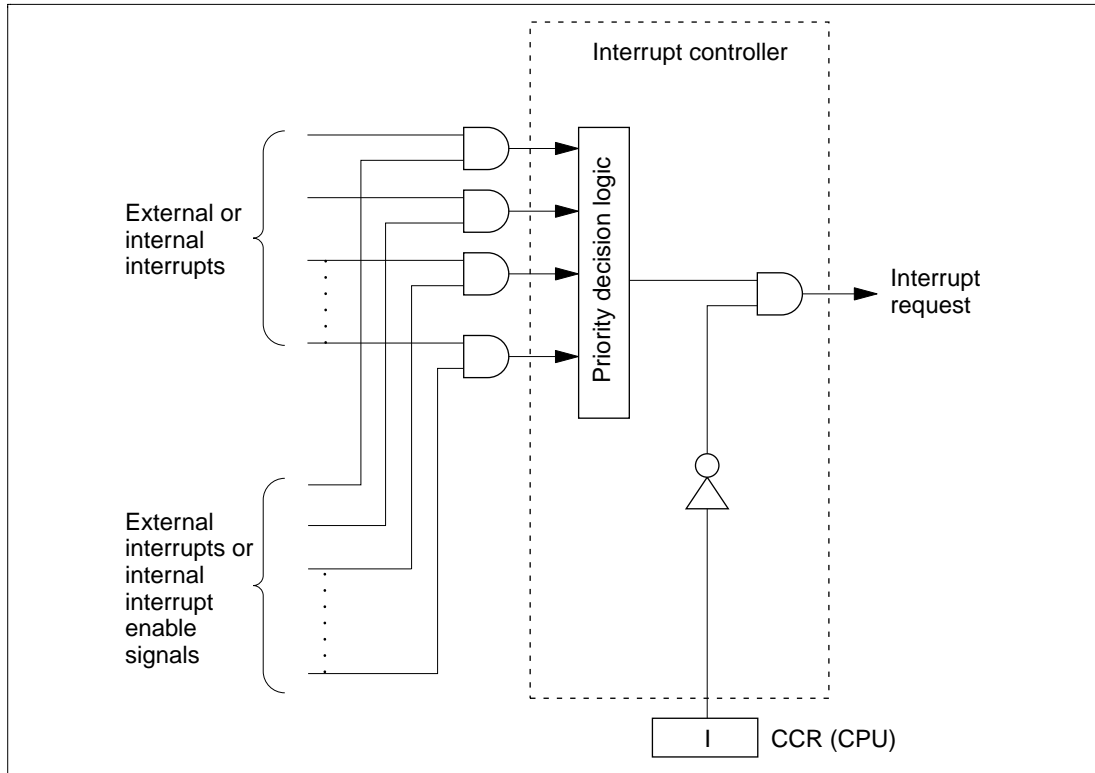 Interrupt controller
External or
internal
interrupts
Priority decision logic
Interrupt
request
External
interrupts or
internal
interrupt
enable
signals
I
CCR (CPU)